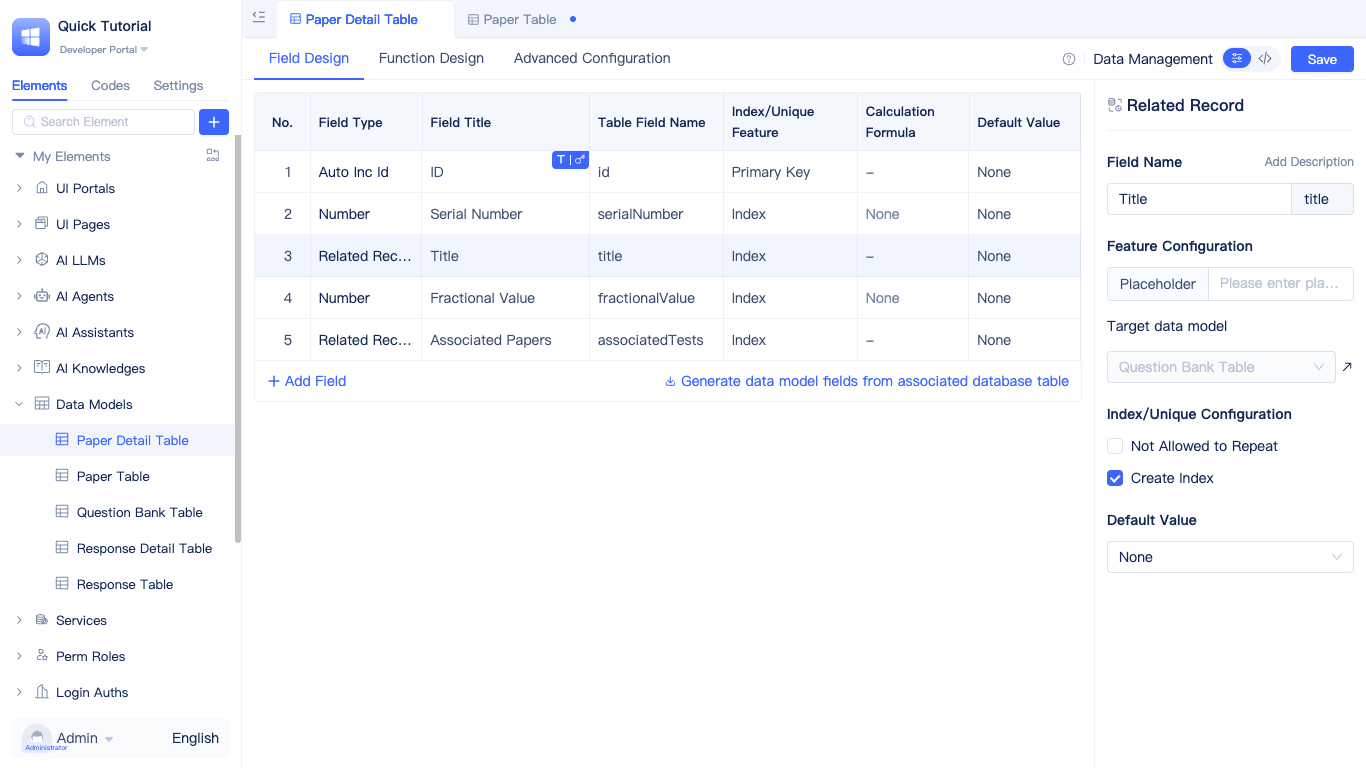 Quick Tutorial
Developer Portal
Elements
Codes
Settings
Search Element
My Elements
UI Portals
UI Pages
AI LLMs
AI Agents
AI Assistants
AI Knowledges
Data Models
Paper Detail Table
Paper Table
Question Bank Table
Response Detail Table
Response Table
Services
Perm Roles
Login Auths
Admin
Administrator
English
Paper Detail Table
Paper Table
Field Design
Function Design
Advanced Configuration
Data Management
Save
No. Field Type Field Title Table Field Name Index/Unique Feature Calculation Formula Default Value
T
1 Auto Inc Id ID id Primary Key – None
2 Number Serial Number serialNumber Index None None
3 Related Rec... Title title Index – None
4 Number Fractional Value fractionalValue Index None None
5 Related Rec... Associated Papers associatedTests Index – None
Add Field
Generate data model fields from associated database table
Related Record
Field Name
Add Description
Title
title
Feature Configuration
Placeholder
Please enter pla...
Target data model
Question Bank Table
Index/Unique Configuration
Not Allowed to Repeat
Create Index
Default Value
None